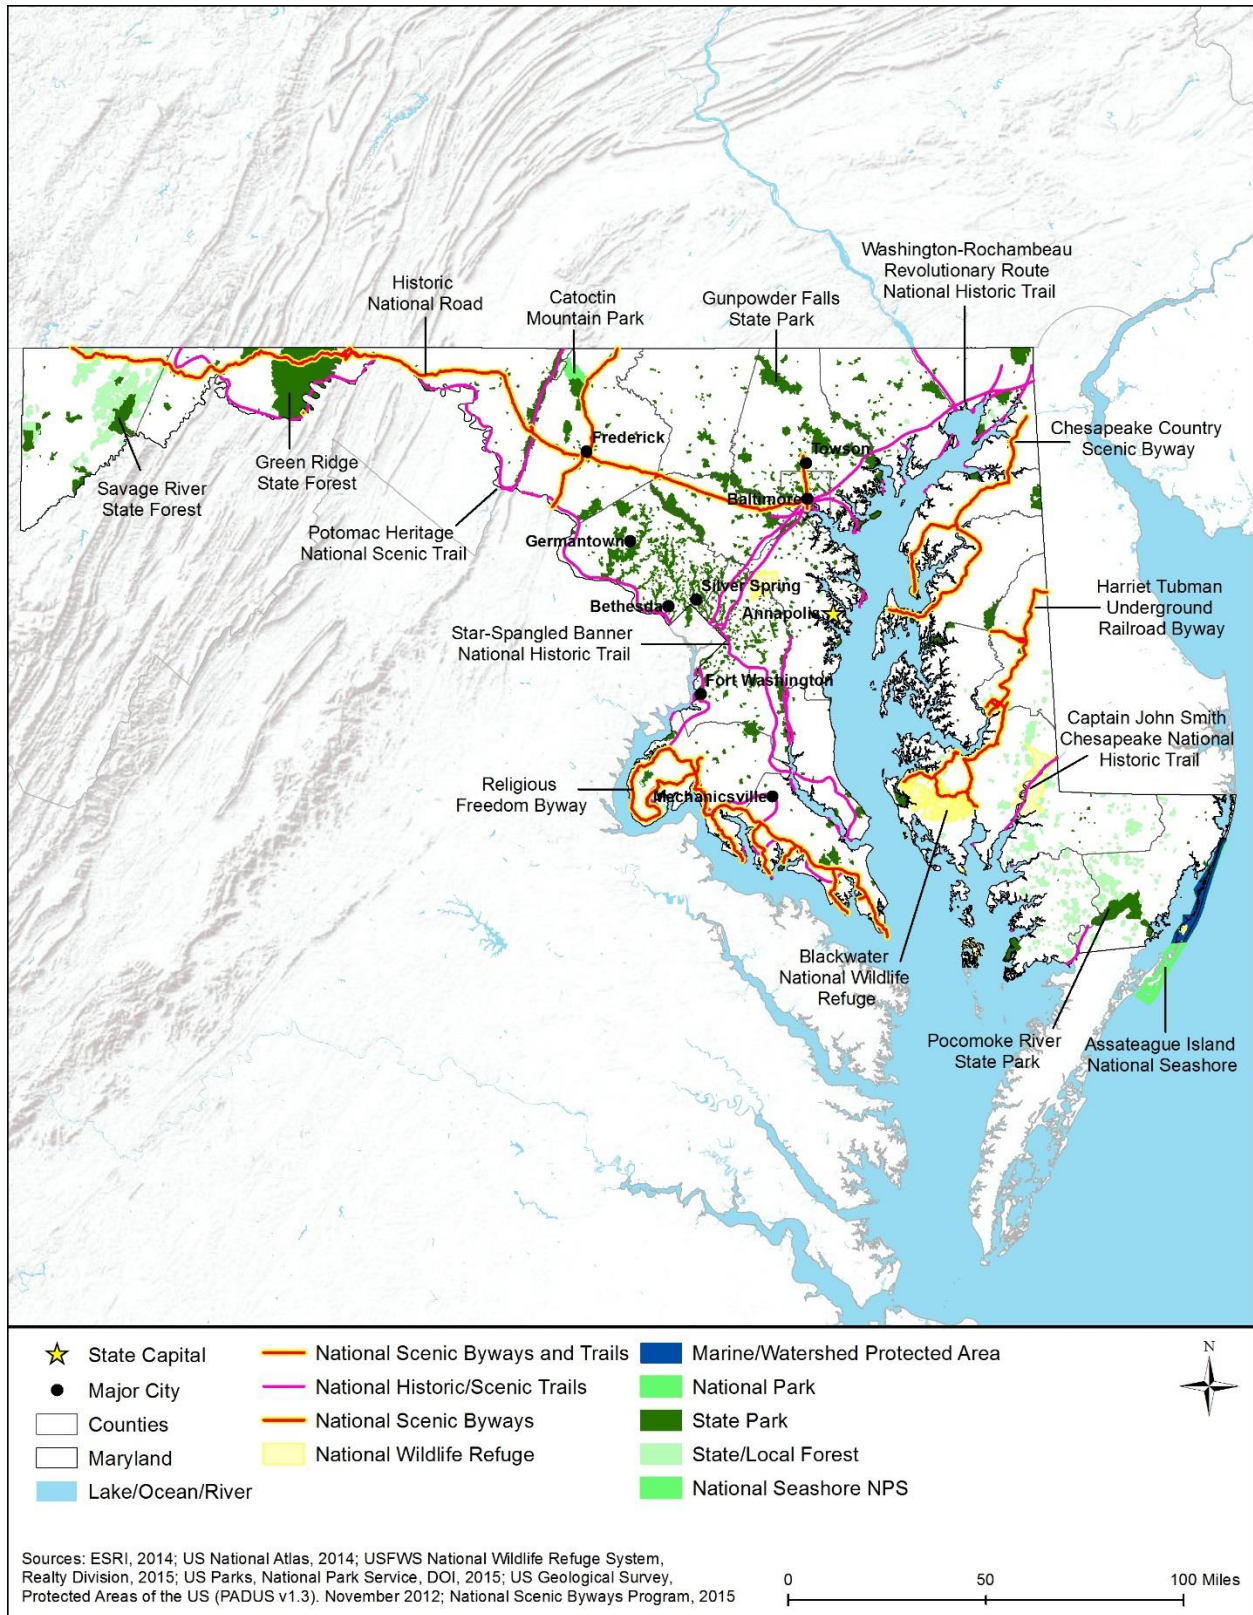 Washington-Rochambeau
Revolutionary Route
National Historic Trail
Historic
National Road
Catoctin
Mountain Park
Gunpowder Falls
State Park
Chesapeake Country
Scenic Byway
Frederick
Towson
Savage River
State Forest
Green Ridge
State Forest
Baltimore
Potomac Heritage
National Scenic Trail
Germantown
Silver Spring
Bethesda
Annapolis
Harriet Tubman
Underground
Railroad Byway
Star-Spangled Banner
National Historic Trail
Fort Washington
Captain John Smith
Chesapeake National
Historic Trail
Religious
Freedom Byway
Mechanicsville
Blackwater
National Wildlife
Refuge
Pocomoke River
State Park
Assateague Island
National Seashore
State Capital
Major City
Counties
Maryland
Lake/Ocean/River
National Scenic Byways and Trails
National Historic/Scenic Trails
National Scenic Byways
National Wildlife Refuge
Marine/Watershed Protected Area
National Park
State Park
State/Local Forest
National Seashore NPS
N
Sources: ESRI, 2014; US National Atlas, 2014; USFWS National Wildlife Refuge System,
Realty Division, 2015; US Parks, National Park Service, DOI, 2015; US Geological Survey,
Protected Areas of the US (PADUS v1.3). November 2012; National Scenic Byways Program, 2015
0 50 100 Miles